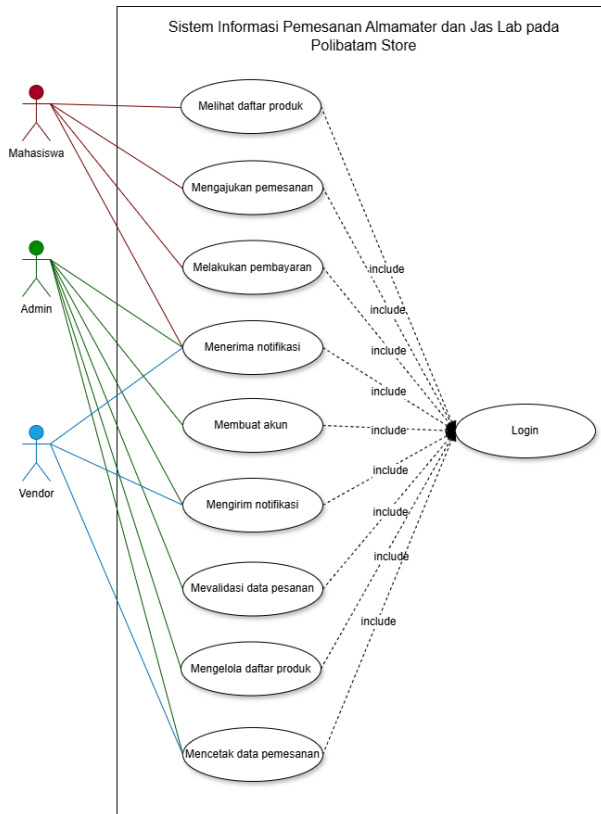 Sistem Informasi Pemesanan Almamater dan Jas Lab pada
Polibatam Store
Melihat daftar produk
Mahasiswa
Mengajukan pemesanan
Melakukan pembayaran
include
Admin
include
Menerima notifikasi
include
include
Membuat akun
include
Login
Vendor
include
Mengirim notifikasi
include
Mevalidasi data pesanan
include
Mengelola daftar produk
include
Mencetak data pemesanan